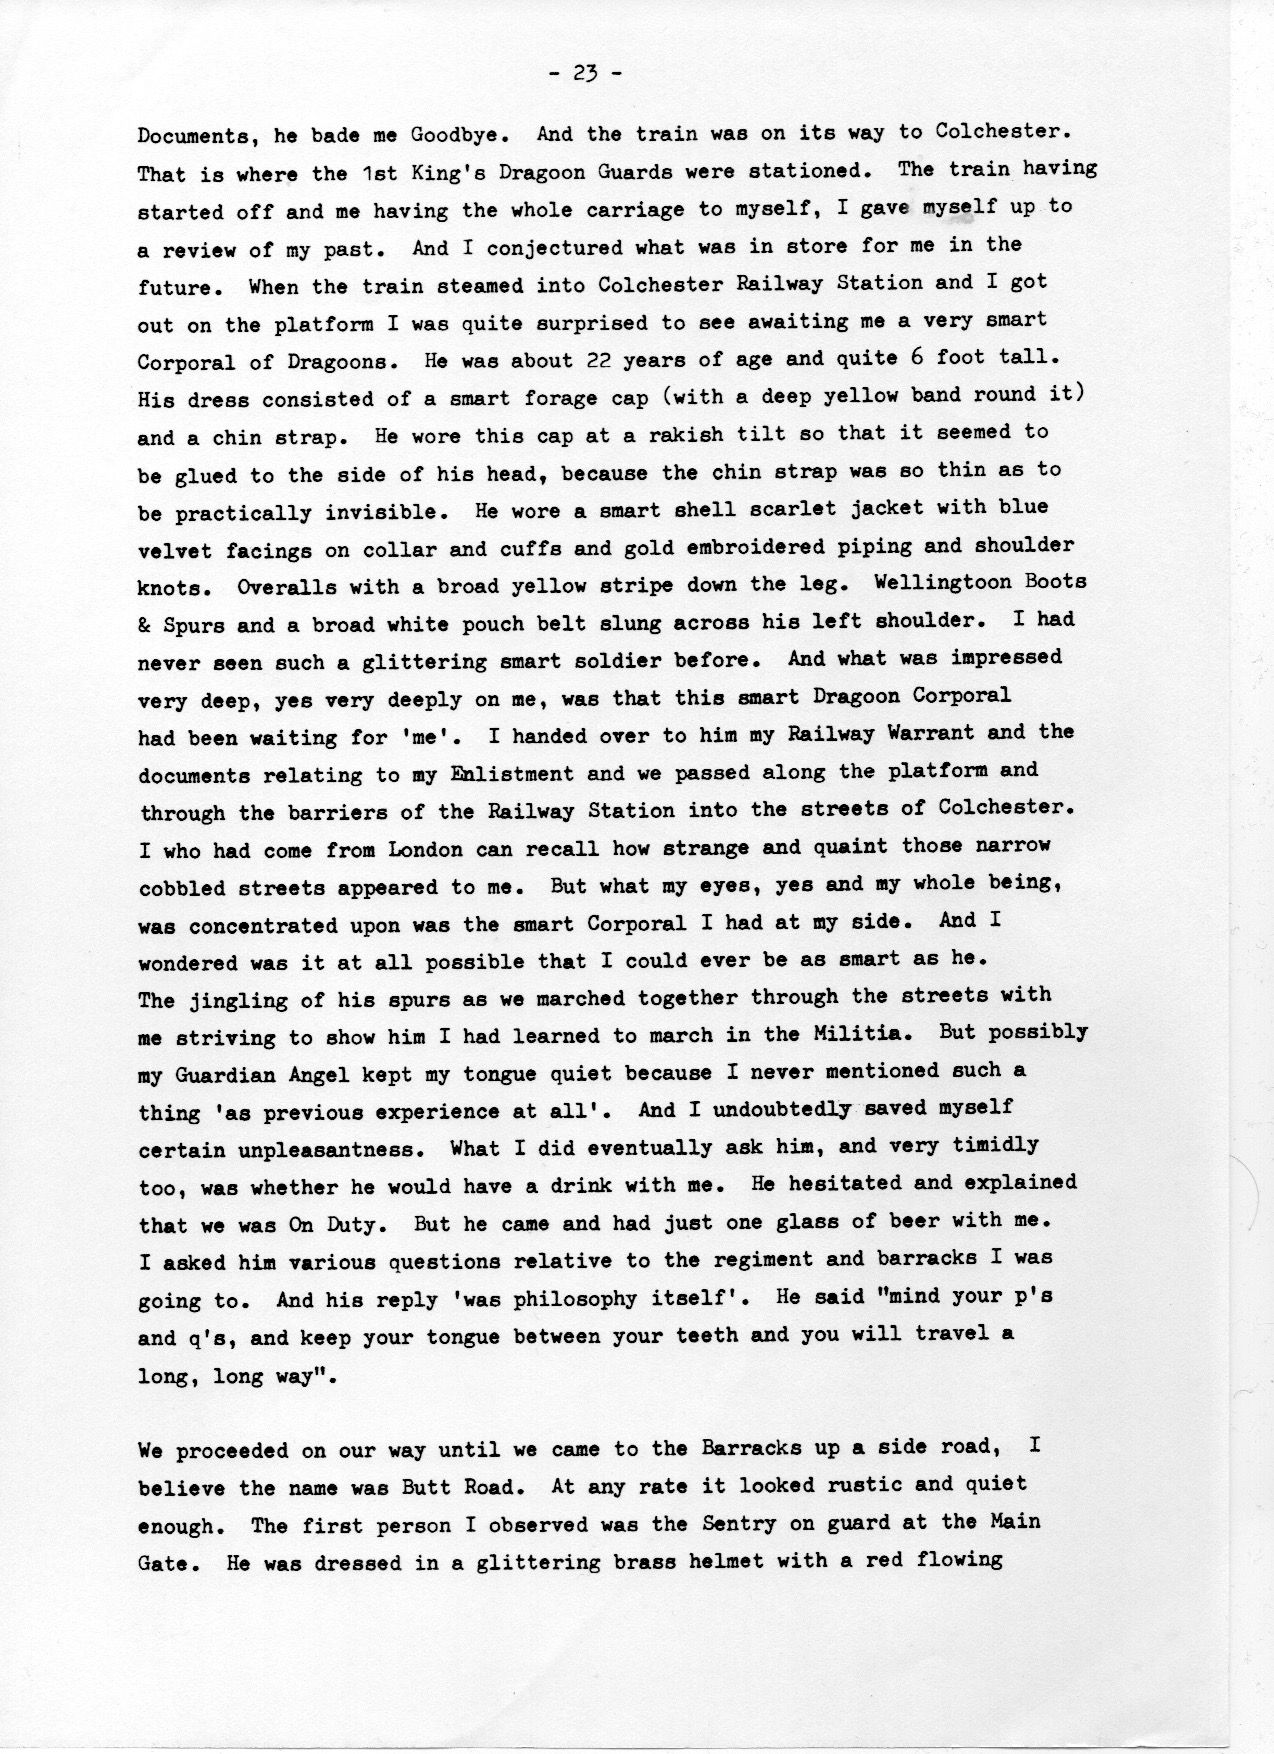 - 23 -
Documents, he bade me Goodbye. And the train was on its way to Colchester.
That is where the 1st King's Dragoon Guards were stationed. The train having
started off and me having the whole carriage to myself, I gave myself up to
a review of my past. And I conjectured what was in store for me in the
future. When the train steamed into Colchester Railway Station and I got
out on the platform I was quite surprised to see awaiting me a very smart
Corporal of Dragoons. He was about 22 years of age and quite 6 foot tall.
His dress consisted of a smart forage cap (with a deep yellow band round it)
and a chin strap. He wore this cap at a rakish tilt so that it seemed to
be glued to the side of his head, because the chin strap was so thin as to
be practically invisible. He wore a smart shell scarlet jacket with blue
velvet facings on collar and cuffs and gold embroidered piping and shoulder
knots. Overalls with a broad yellow stripe down the leg. Wellingtoon Boots
& Spurs and a broad white pouch belt slung across his left shoulder. I had
never seen such a glittering smart soldier before. And what was impressed
very deep, yes very deeply on me, was that this smart Dragoon Corporal
had been waiting for 'me'. I handed over to him my Railway Warrant and the
documents relating to my Enlistment and we passed along the platform and
through the barriers of the Railway Station into the streets of Colchester.
I who had come from London can recall how strange and quaint those narrow
cobbled streets appeared to me. But what my eyes, yes and my whole being,
was concentrated upon was the smart Corporal I had at my side. And I
wondered was it at all possible that I could ever be as smart as he.
The jingling of his spurs as we marched together through the streets with
me striving to show him I had learned to march in the Militia. But possibly
my Guardian Angel kept my tongue quiet because I never mentioned such a
thing 'as previous experience at all'. And I undoubtedly saved myself
certain unpleasantness. What I did eventually ask him, and very timidly
too, was whether he would have a drink with me. He hesitated and explained
that we was On Duty. But he came and had just one glass of beer with me.
I asked him various questions relative to the regiment and barracks I was
going to. And his reply 'was philosophy itself'. He said "mind your p's
and q's, and keep your tongue between your teeth and you will travel a
long, long way".
We proceeded on our way until we came to the Barracks up a side road, I
believe the name was Butt Road. At any rate it looked rustic and quiet
enough. The first person I observed was the Sentry on guard at the Main
Gate. He was dressed in a glittering brass helmet with a red flowing